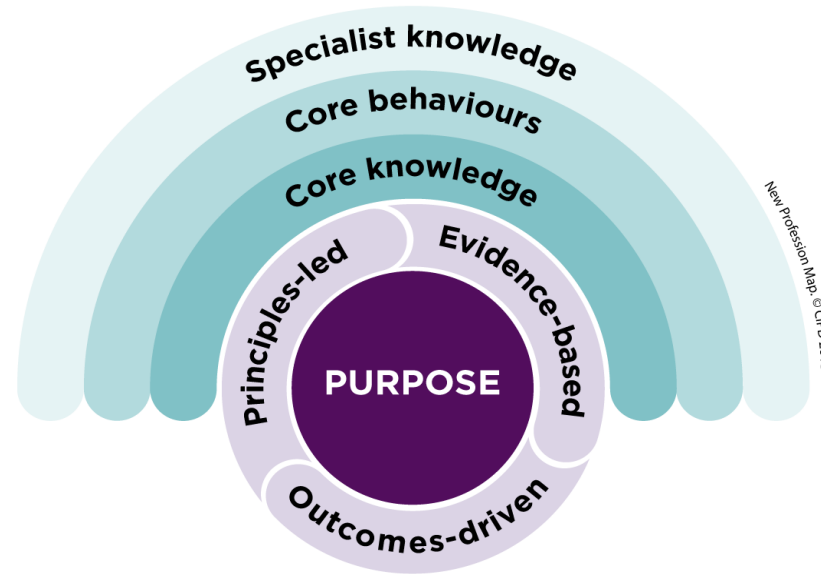 Specialist knowledge
Core behaviours
Core knowledge
Principles-led
Evidence-based
PURPOSE
Outcomes-driven
New Profession Map. ©